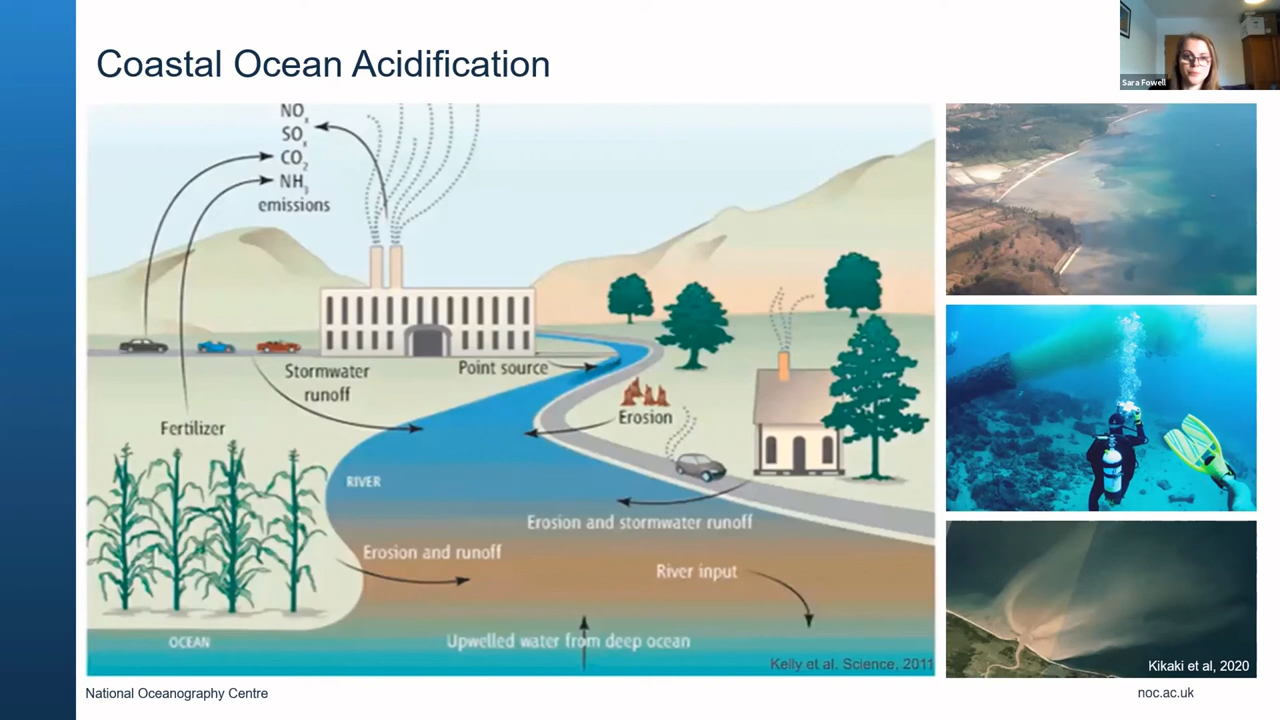 Coastal Ocean Acidification
Sara Fowell
NOx
SOx
CO2
NH3
emissions
Stormwater
runoff
Point source
Erosion
Fertilizer
RIVER
Erosion and stormwater runoff
Erosion and runoff
River input
OCEAN
Upwelled water from deep ocean
Kelly et al. Science, 2011
Kikaki et al, 2020
National Oceanography Centre
noc.ac.uk